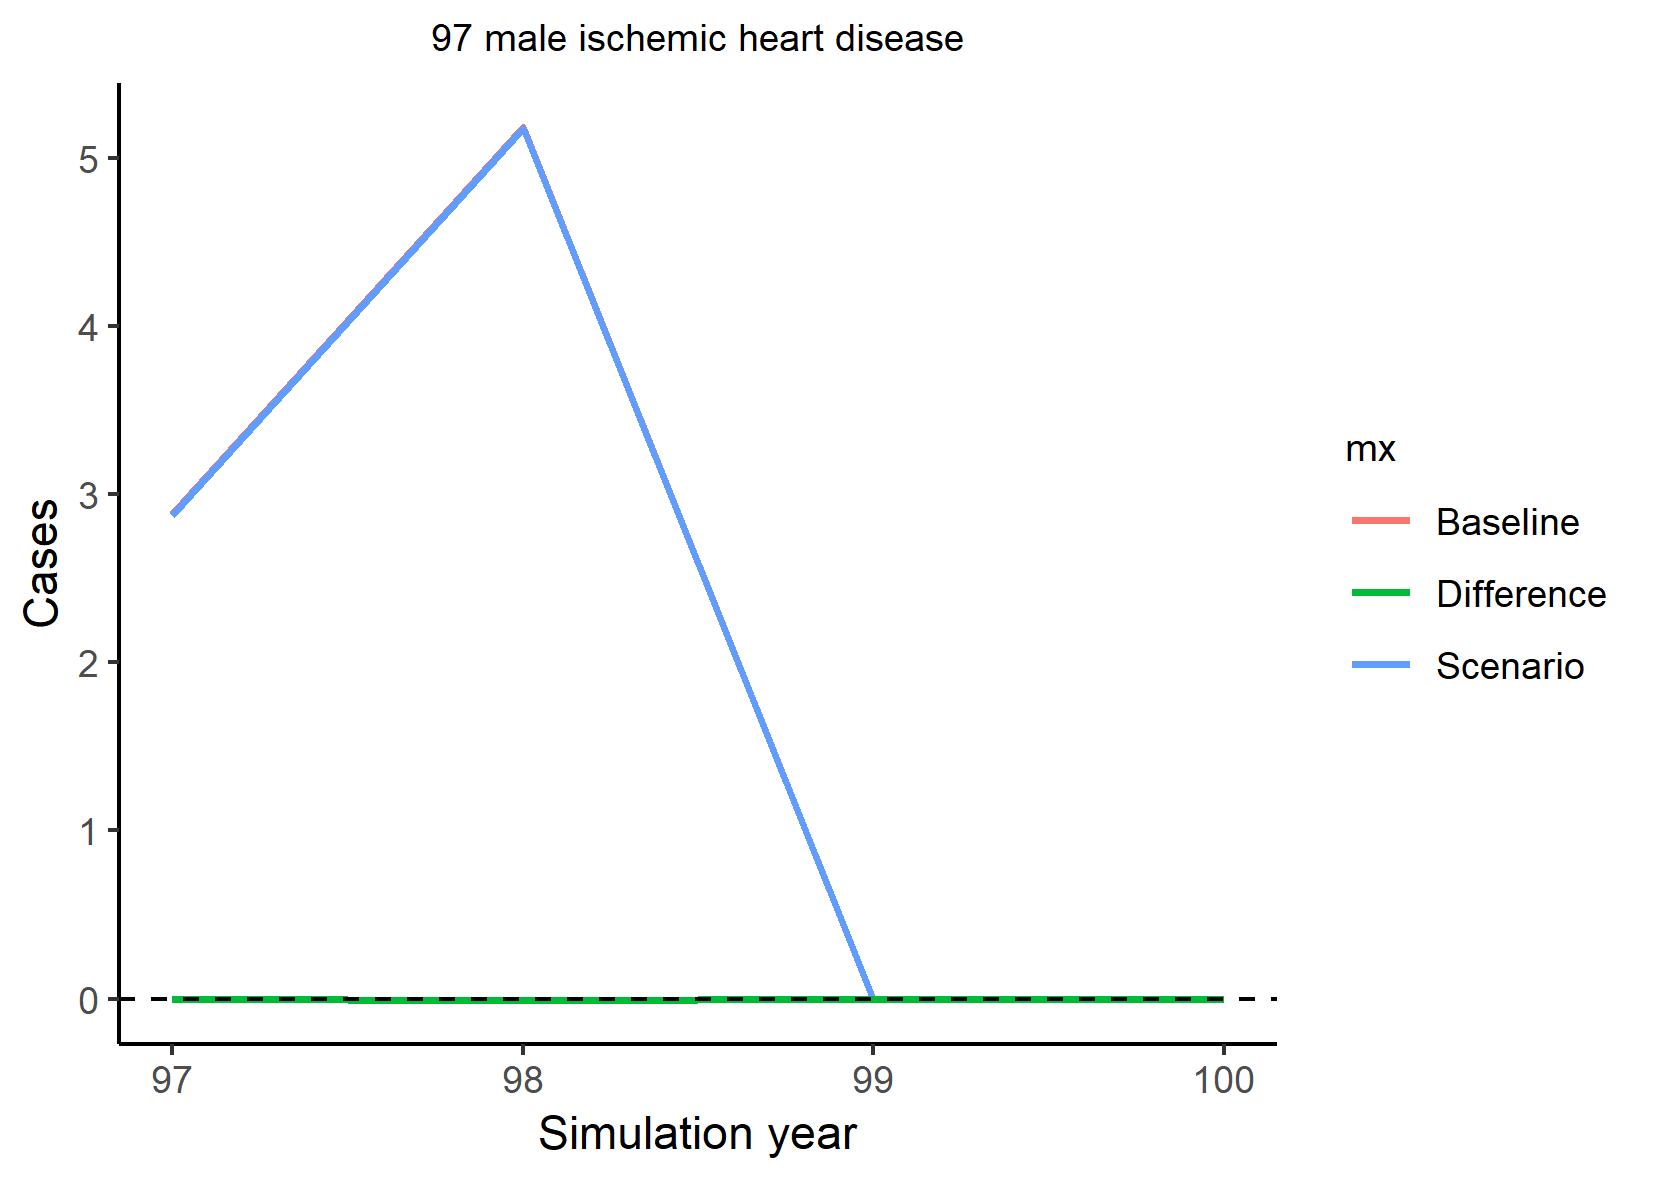 97 male ischemic heart disease
5
4
3
2
1
0
Cases
97 98 99 100
Simulation year
mx
Baseline
Difference
Scenario